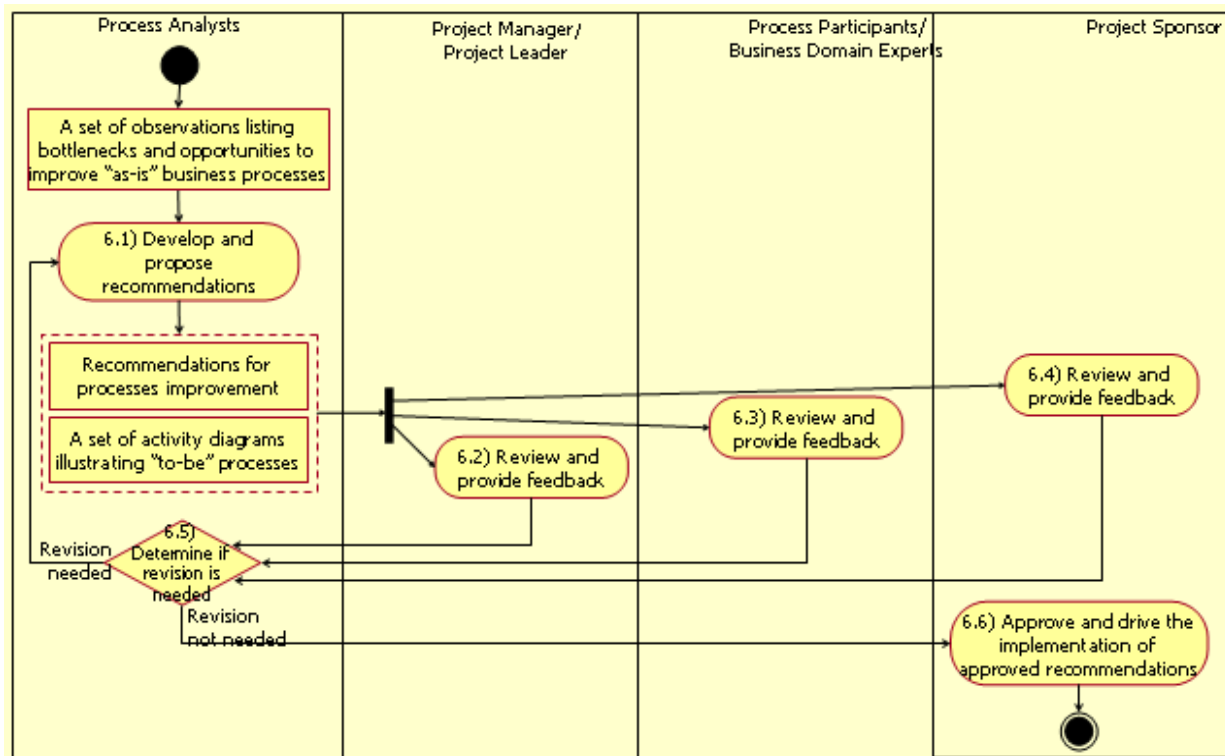 Process Analysts
Project Manager/
Project Leader
Process Participants/
Business Domain Experts
Project Sponsor
A set of observations listing
bottlenecks and opportunities to
improve “as-is” business processes
6.1) Develop and
propose
recommendations
Recommendations for
processes improvement
A set of activity diagrams
illustrating “to-be” processes
6.2) Review and
provide feedback
6.3) Review and
provide feedback
6.4) Review and
provide feedback
6.5)
Determine if
revision is
needed
Revision
needed
Revision
not needed
6.6) Approve and drive the
implementation of
approved recommendations